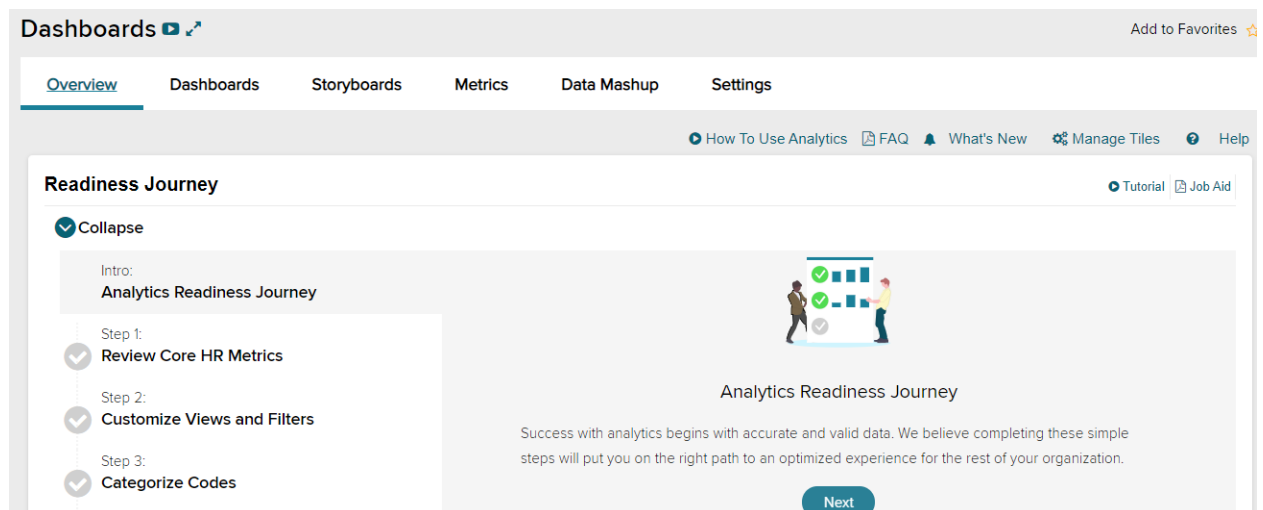 Dashboards
Add to Favorites
Overview Dashboards Storyboards Metrics Data Mashup Settings
How To Use Analytics FAQ What's New Manage Tiles Help
Readiness Journey
Tutorial Job Aid
Collapse
Intro:
Analytics Readiness Journey
Step 1:
Review Core HR Metrics
Step 2:
Customize Views and Filters
Step 3:
Categorize Codes
Analytics Readiness Journey
Success with analytics begins with accurate and valid data. We believe completing these simple
steps will put you on the right path to an optimized experience for the rest of your organization.
Next